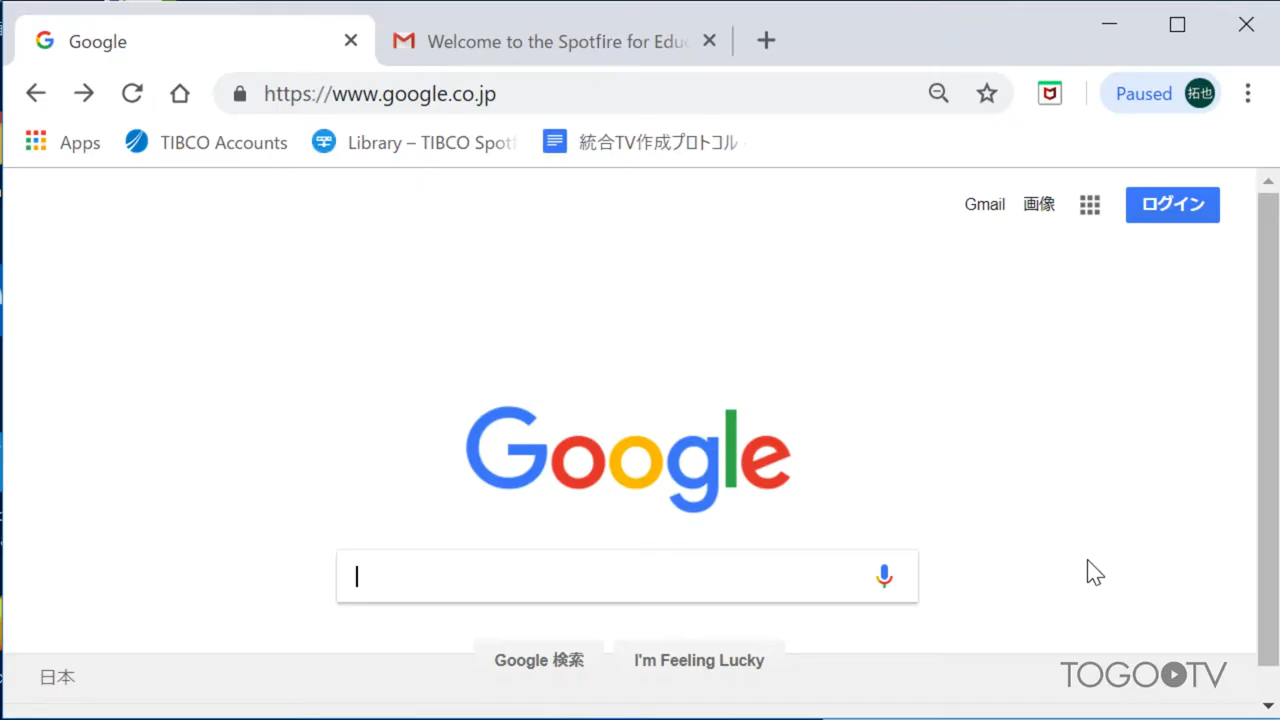 Google
Welcome to the Spotfire for Edu
https://www.google.co.jp
Paused 拓也
Apps
TIBCO Accounts
Library – TIBCO Spotf
統合TV作成プロトコル
Gmail
画像
ログイン
Google
Google 検索
I'm Feeling Lucky
日本
TOGO TV